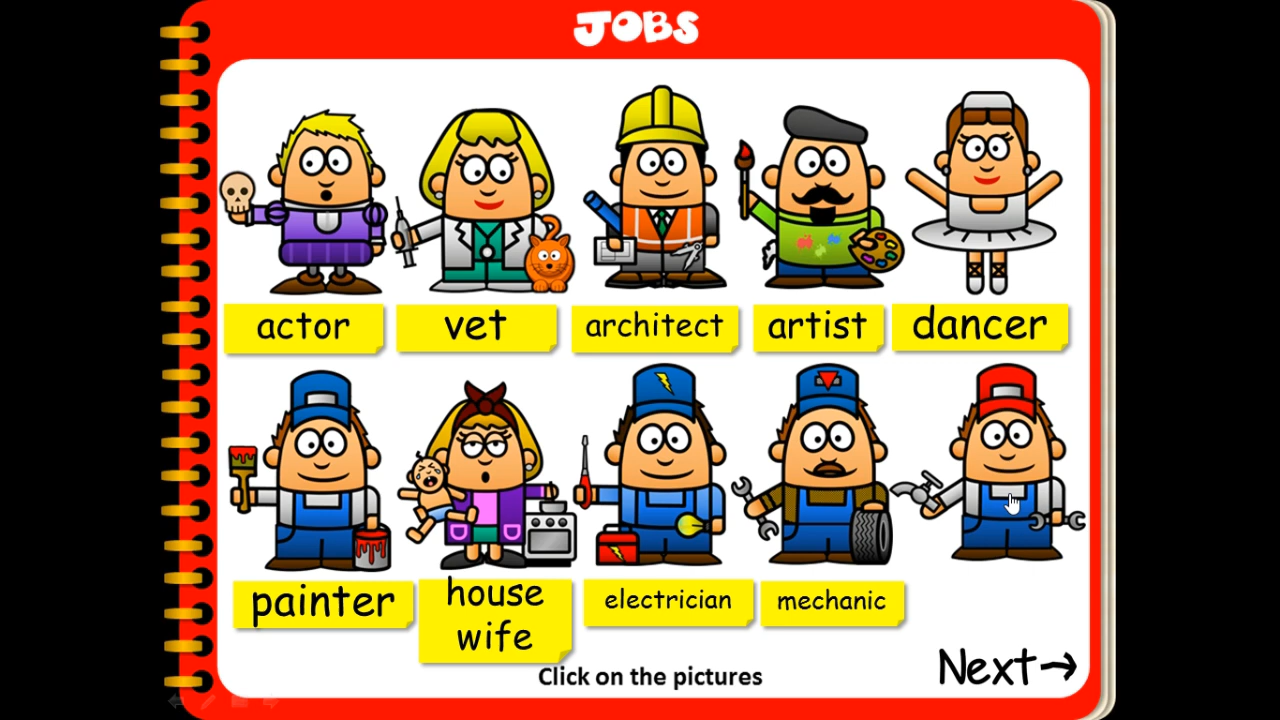 JOBS
actor
vet
architect
artist
dancer
painter
house
wife
electrician
mechanic
Next→
Click on the pictures